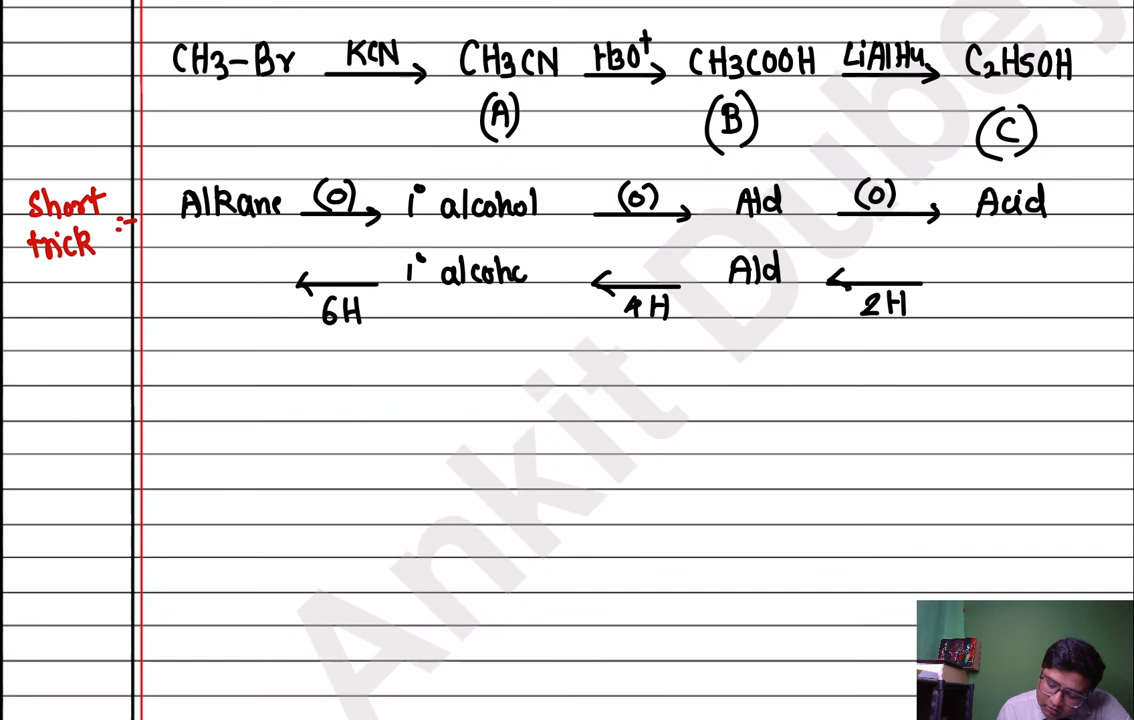 CH3-Br KCN CH3CN H3O+ CH3COOH LiAlH4 C2H5OH
(A) (B) (C)
Short trick :- Alkane (O) 1° alcohol (O) Ald (O) Acid
1° alcoho Ald
6H 4H 2H
Ankit Dubey